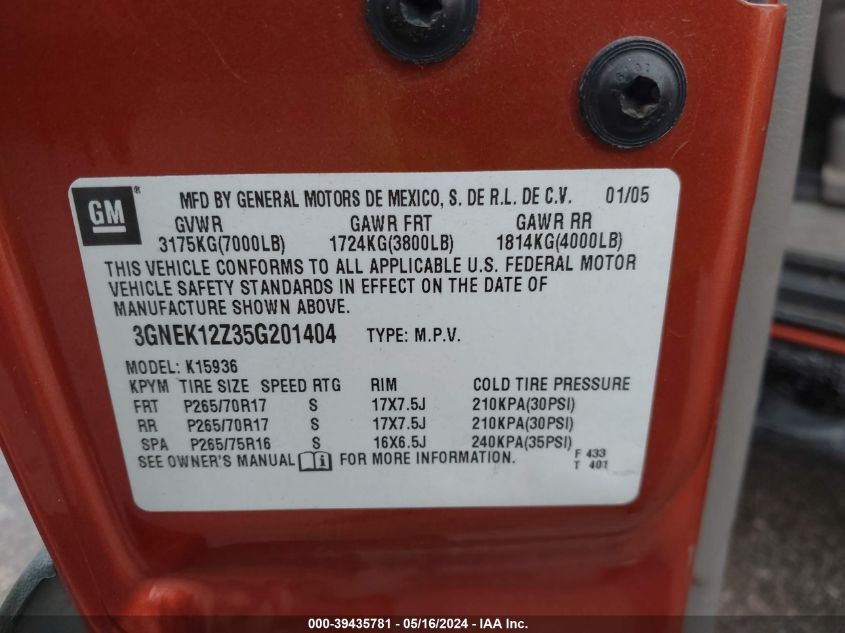 GM ® MFD BY GENERAL MOTORS DE MEXICO, S. DE R.L. DE C.V. 01/05
GVWR GAWR FRT GAWR RR
3175KG(7000LB) 1724KG(3800LB) 1814KG(4000LB)
THIS VEHICLE CONFORMS TO ALL APPLICABLE U.S. FEDERAL MOTOR
VEHICLE SAFETY STANDARDS IN EFFECT ON THE DATE OF
MANUFACTURE SHOWN ABOVE.
3GNEK12Z35G201404 TYPE: M.P.V.
MODEL: K15936
KPYM TIRE SIZE SPEED RTG RIM COLD TIRE PRESSURE
FRT P265/70R17 S 17X7.5J 210KPA(30PSI)
RR P265/70R17 S 17X7.5J 210KPA(30PSI)
SPA P265/75R16 S 16X6.5J 240KPA(35PSI)
SEE OWNER'S MANUAL i FOR MORE INFORMATION. F 433
T 401
000-39435781 - 05/16/2024 - IAA Inc.